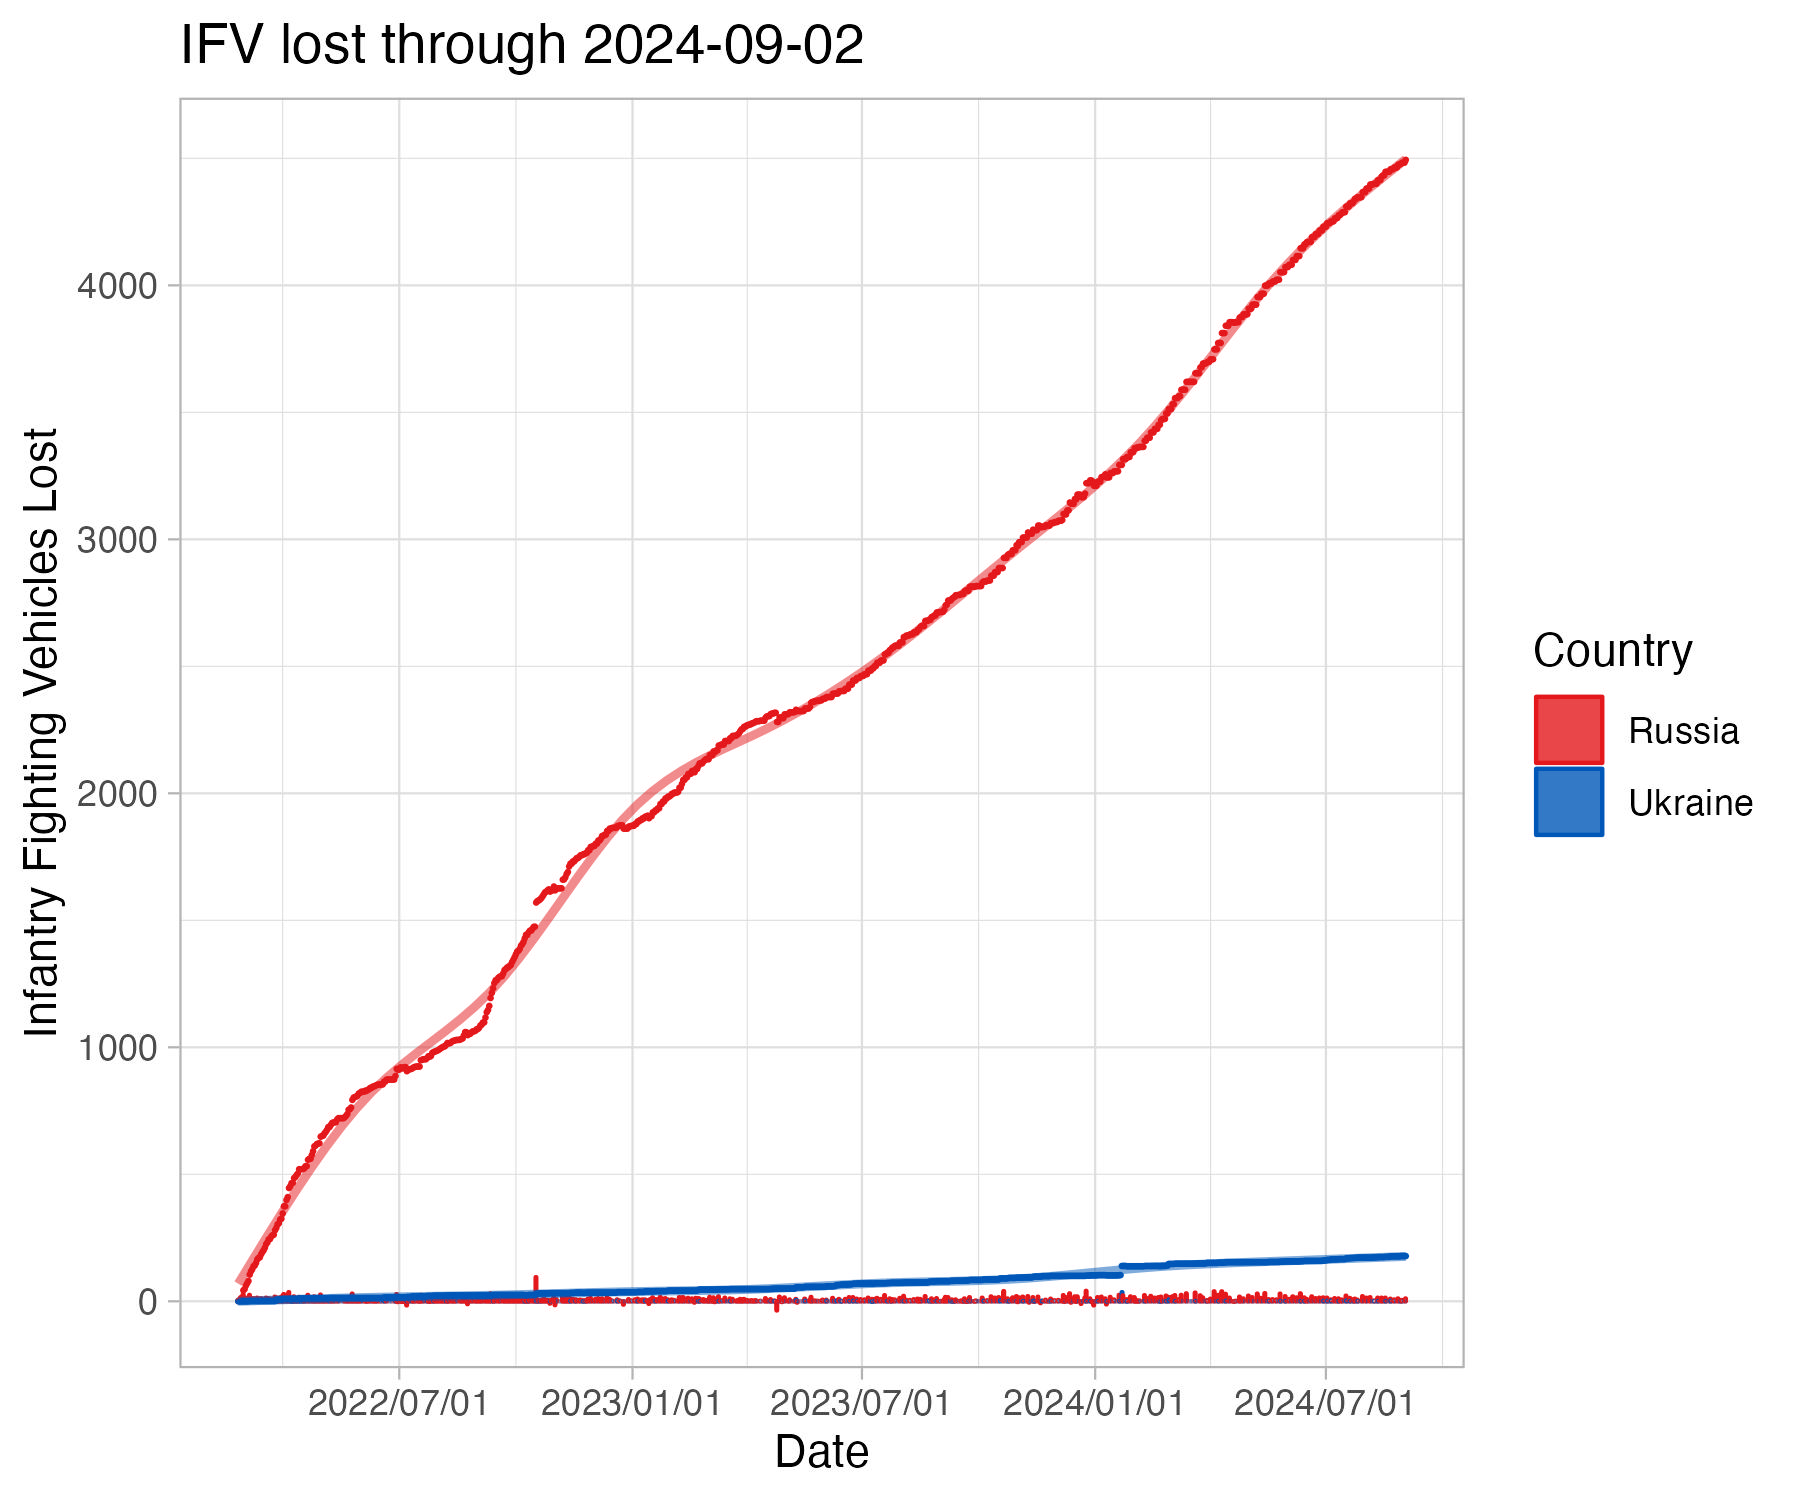 IFV lost through 2024-09-02
Infantry Fighting Vehicles Lost
4000
3000
2000
1000
0
2022/07/01
2023/01/01
2023/07/01
2024/01/01
2024/07/01
Date
Country
Russia
Ukraine